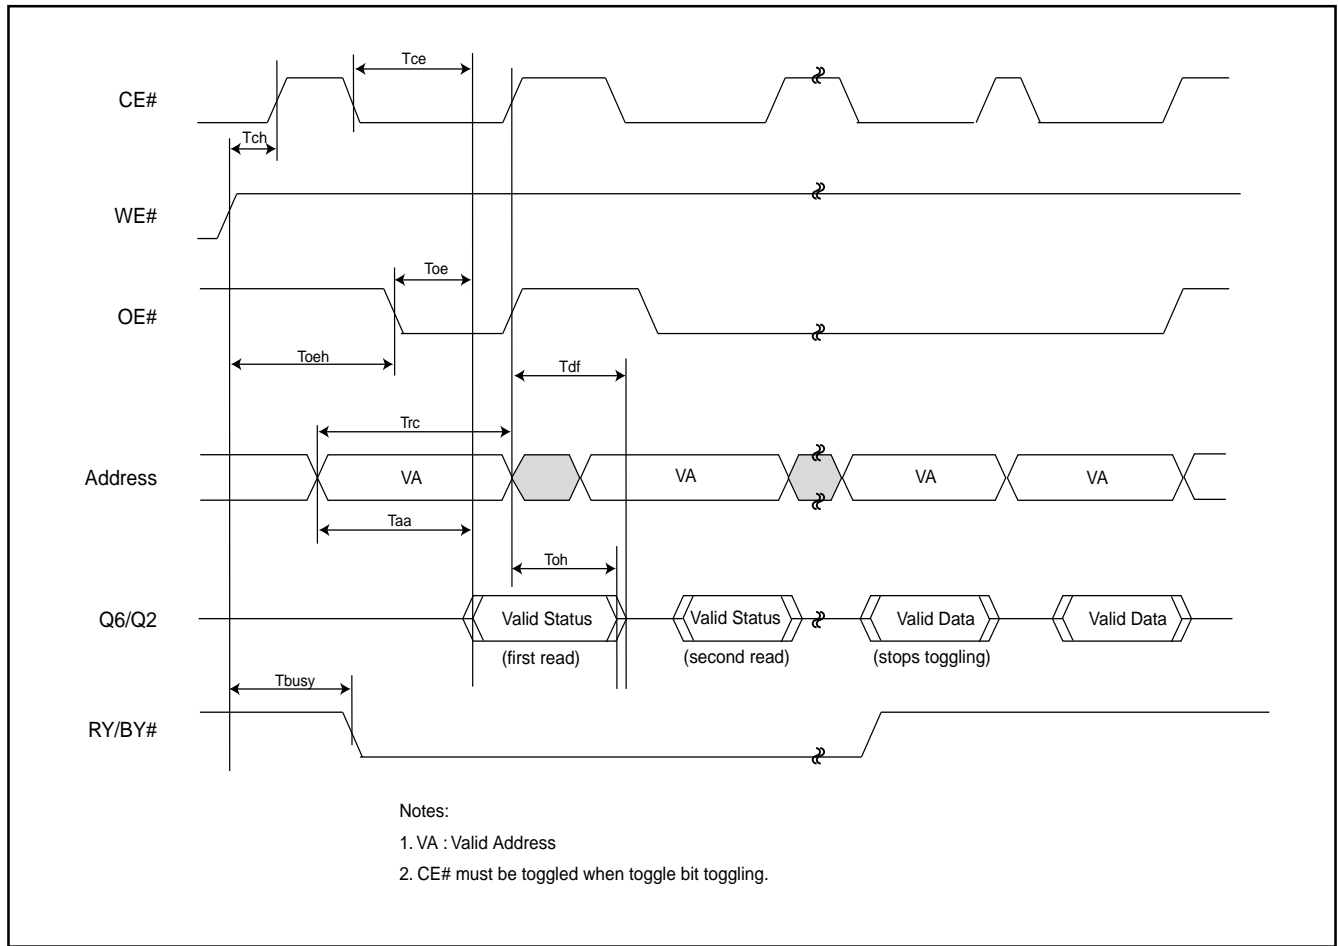 Tce
CE#
Tch
WE#
Toe
OE#
Toeh
Tdf
Trc
Address
VA
VA
VA
VA
Taa
Toh
Q6/Q2
Valid Status
Valid Status
Valid Data
Valid Data
(first read)
(second read)
(stops toggling)
Tbusy
RY/BY#
Notes:
1. VA : Valid Address
2. CE# must be toggled when toggle bit toggling.